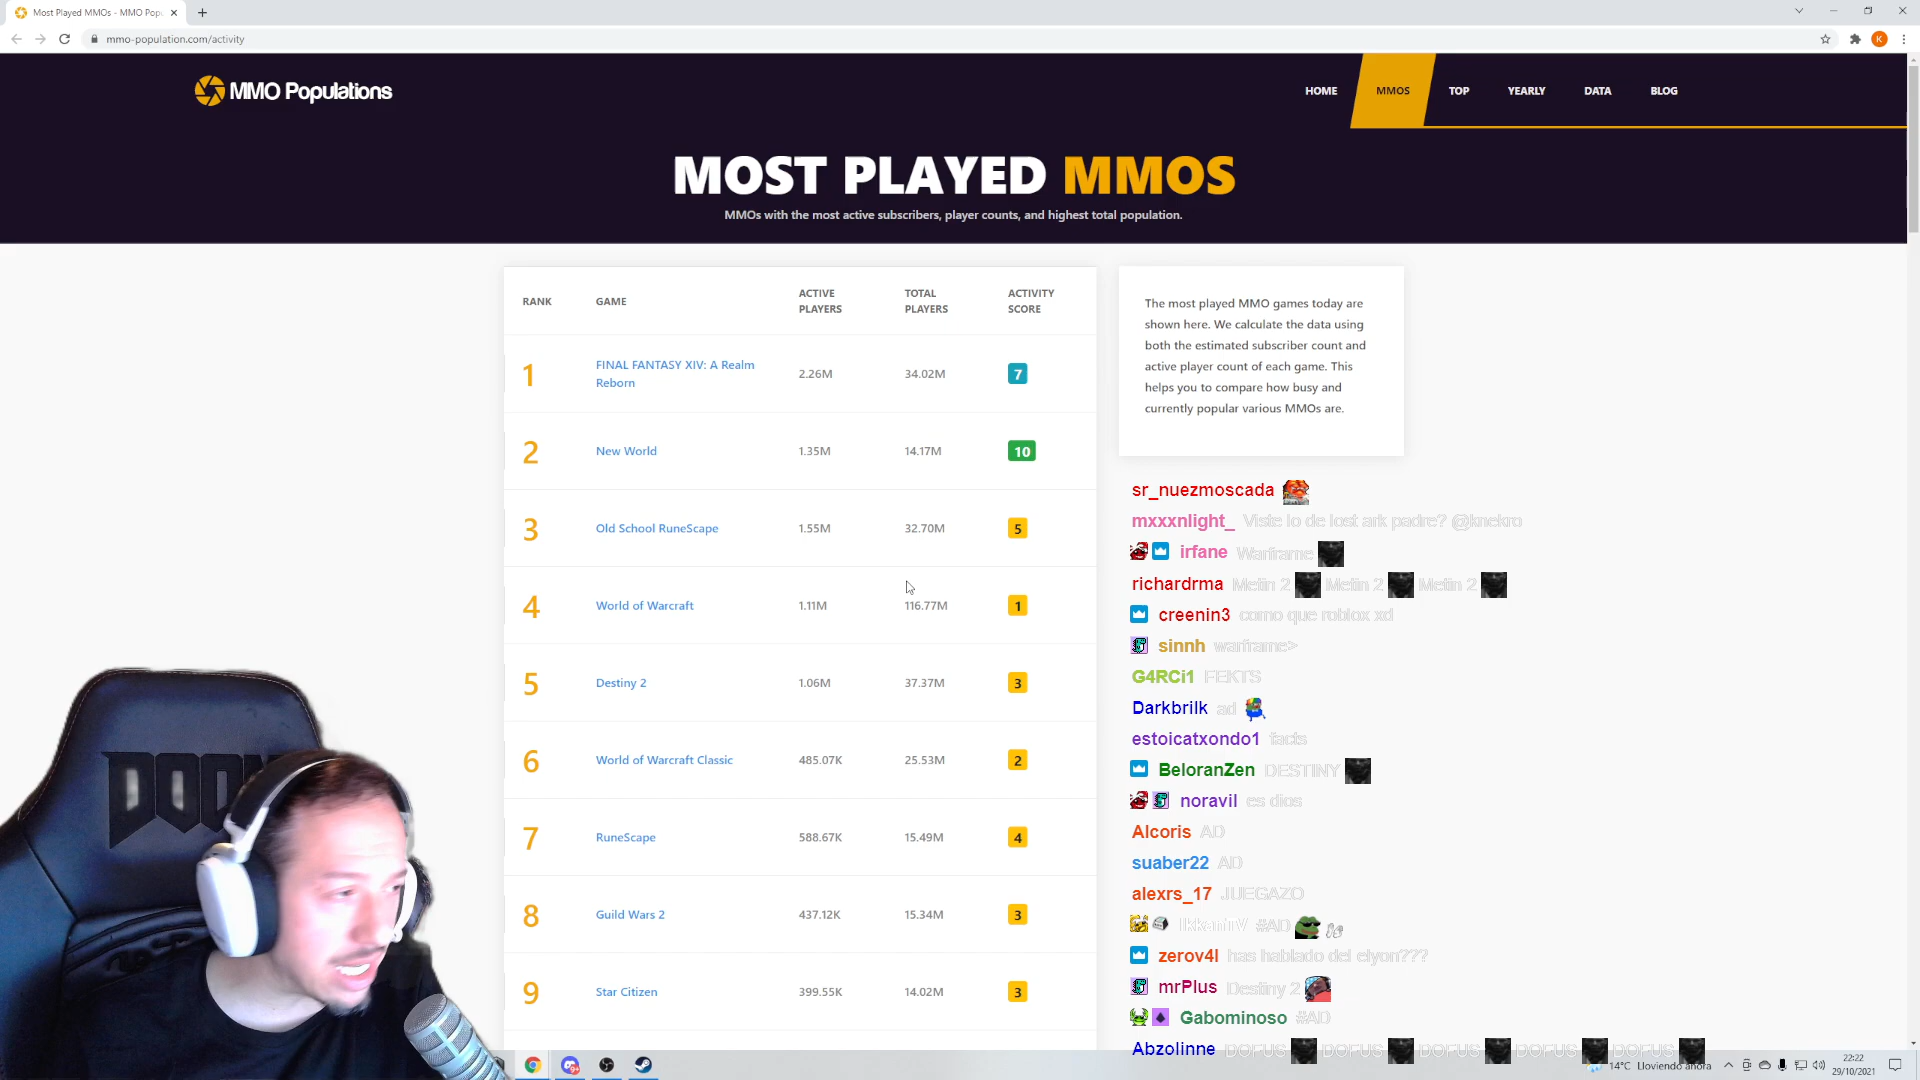 Most Played MMOs - MMO Popu
mmo-population.com/activity
K
MMO Populations
HOME MMOS TOP YEARLY DATA BLOG
MOST PLAYED MMOS
MMOs with the most active subscribers, player counts, and highest total population.
RANK GAME ACTIVE PLAYERS TOTAL PLAYERS ACTIVITY SCORE
1 FINAL FANTASY XIV: A Realm Reborn 2.26M 34.02M 7
2 New World 1.35M 14.17M 10
3 Old School RuneScape 1.55M 32.70M 5
4 World of Warcraft 1.11M 116.77M 1
5 Destiny 2 1.06M 37.37M 3
6 World of Warcraft Classic 485.07K 25.53M 2
7 RuneScape 588.67K 15.49M 4
8 Guild Wars 2 437.12K 15.34M 3
9 Star Citizen 399.55K 14.02M 3
The most played MMO games today are
shown here. We calculate the data using
both the estimated subscriber count and
active player count of each game. This
helps you to compare how busy and
currently popular various MMOs are.
sr_nuezmoscada
mxxxnlight_ Viste lo de lost ark padre? @knekro
irfane Warframe
richardrma Metin 2 Metin 2 Metin 2
creenin3 como que roblox xd
sinnh warframe>
G4RCi1 FEKTS
Darkbrilk ad
estoicatxondo1 facts
BeloranZen DESTINY
noravil es dios
Alcoris AD
suaber22 AD
alexrs_17 JUEGAZO
IkkaniTV #AD
zerov4l has hablado del elyon???
mrPlus Destiny 2
Gabominoso #AD
Abzolinne DOFUS DOFUS DOFUS DOFUS DOFUS
DOOM
14°C Lloviendo ahora
22:22
29/10/2021